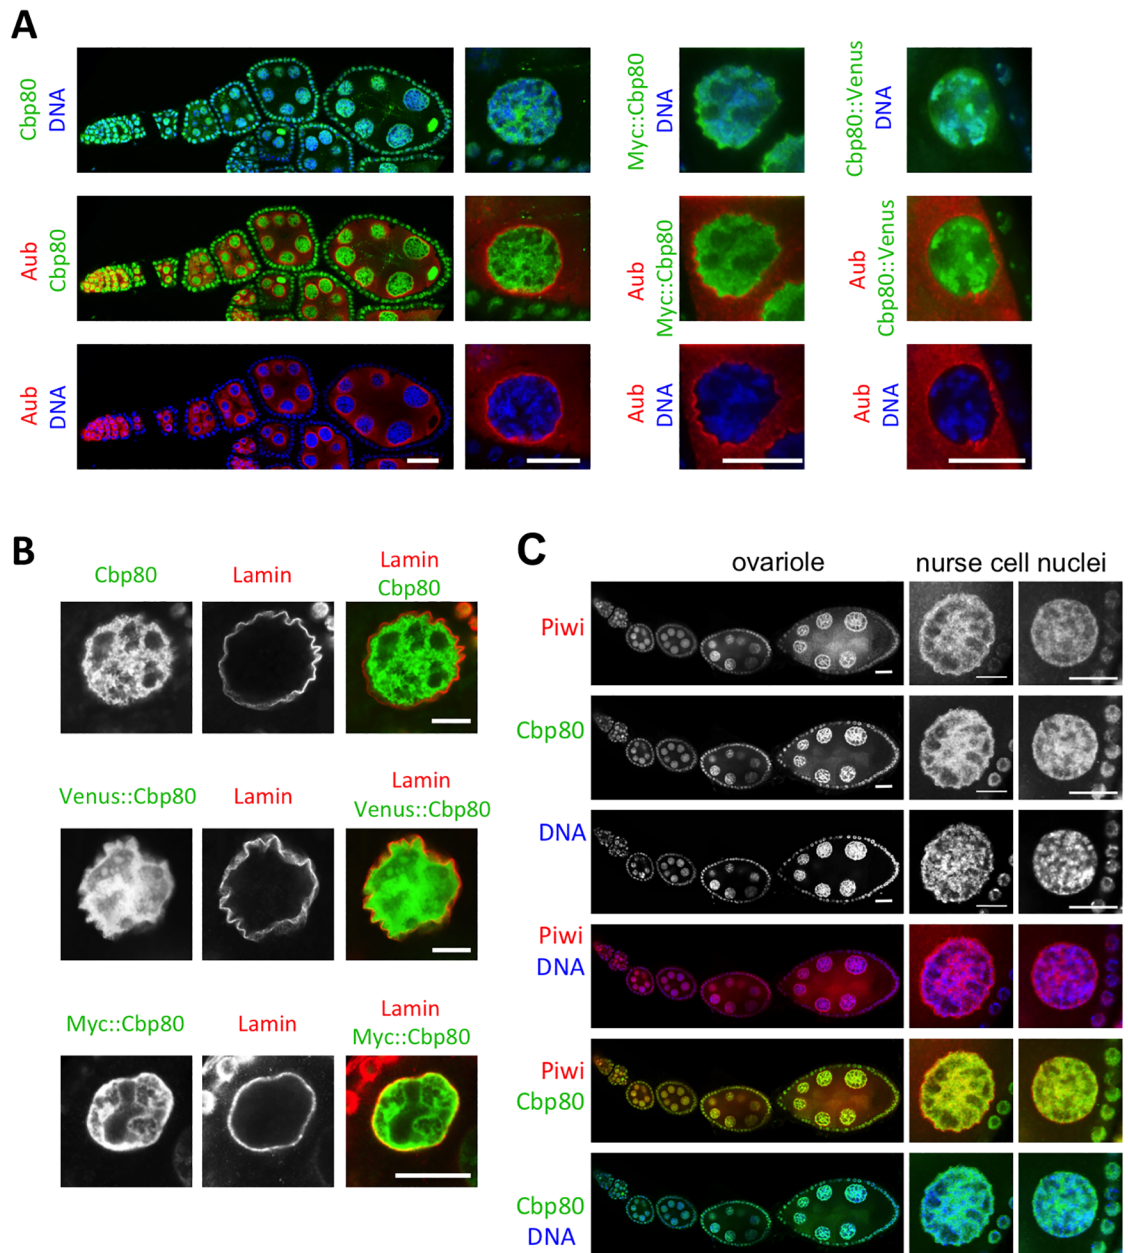 A
Cbp80
DNA
Myc::Cbp80
DNA
Cbp80::Venus
DNA
Aub
Cbp80
Aub
Myc::Cbp80
Aub
Cbp80::Venus
Aub
DNA
Aub
DNA
Aub
DNA
B
Cbp80
Lamin
Lamin
Cbp80
Venus::Cbp80
Lamin
Lamin
Venus::Cbp80
Myc::Cbp80
Lamin
Lamin
Myc::Cbp80
C
ovariole
nurse cell nuclei
Piwi
Cbp80
DNA
Piwi
DNA
Piwi
Cbp80
Cbp80
DNA